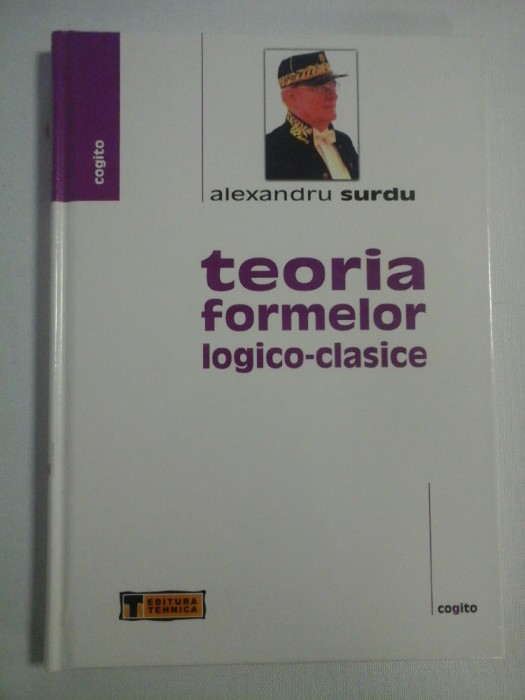 cogito
alexandru surdu
teoria
formelor
logico-clasice
T EDITURA
TEHNICA
cogito